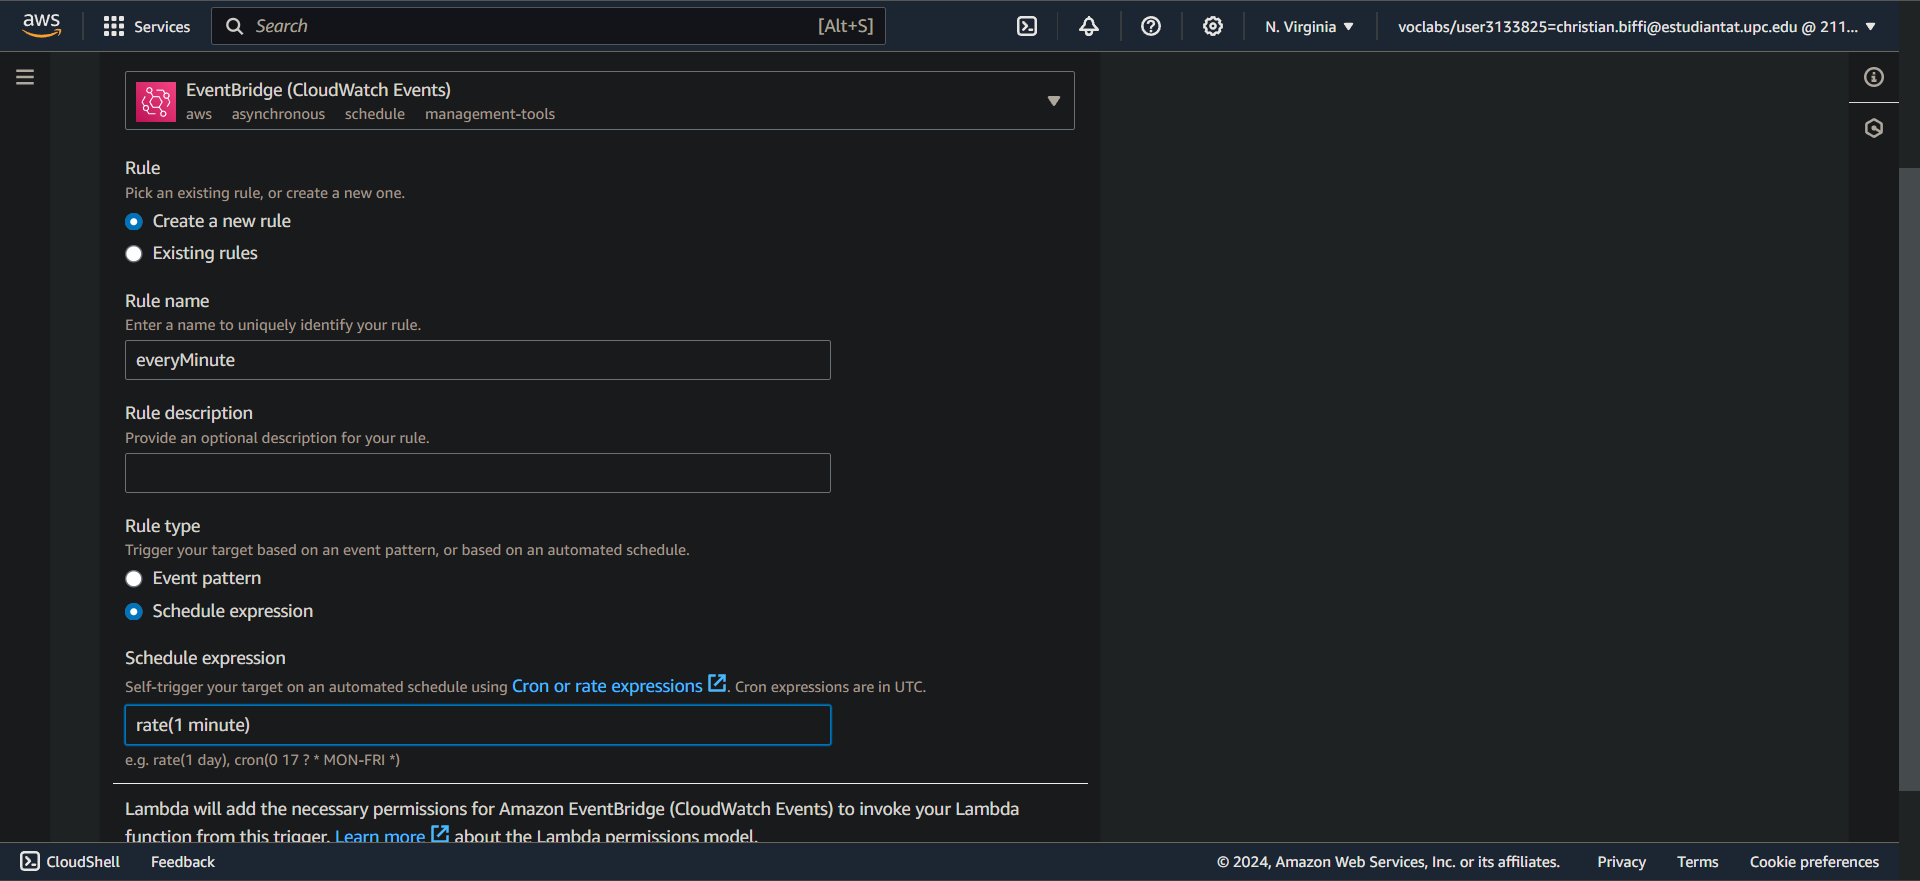 aws
Services
Search
[Alt+S]
N. Virginia
voclabs/user3133825=christian.biffi@estudiantat.upc.edu @ 211...
EventBridge (CloudWatch Events)
aws asynchronous schedule management-tools
Rule
Pick an existing rule, or create a new one.
Create a new rule
Existing rules
Rule name
Enter a name to uniquely identify your rule.
everyMinute
Rule description
Provide an optional description for your rule.
Rule type
Trigger your target based on an event pattern, or based on an automated schedule.
Event pattern
Schedule expression
Schedule expression
Self-trigger your target on an automated schedule using Cron or rate expressions. Cron expressions are in UTC.
rate(1 minute)
e.g. rate(1 day), cron(0 17 ? * MON-FRI *)
Lambda will add the necessary permissions for Amazon EventBridge (CloudWatch Events) to invoke your Lambda
function from this trigger. Learn more about the Lambda permissions model.
CloudShell
Feedback
© 2024, Amazon Web Services, Inc. or its affiliates.
Privacy
Terms
Cookie preferences